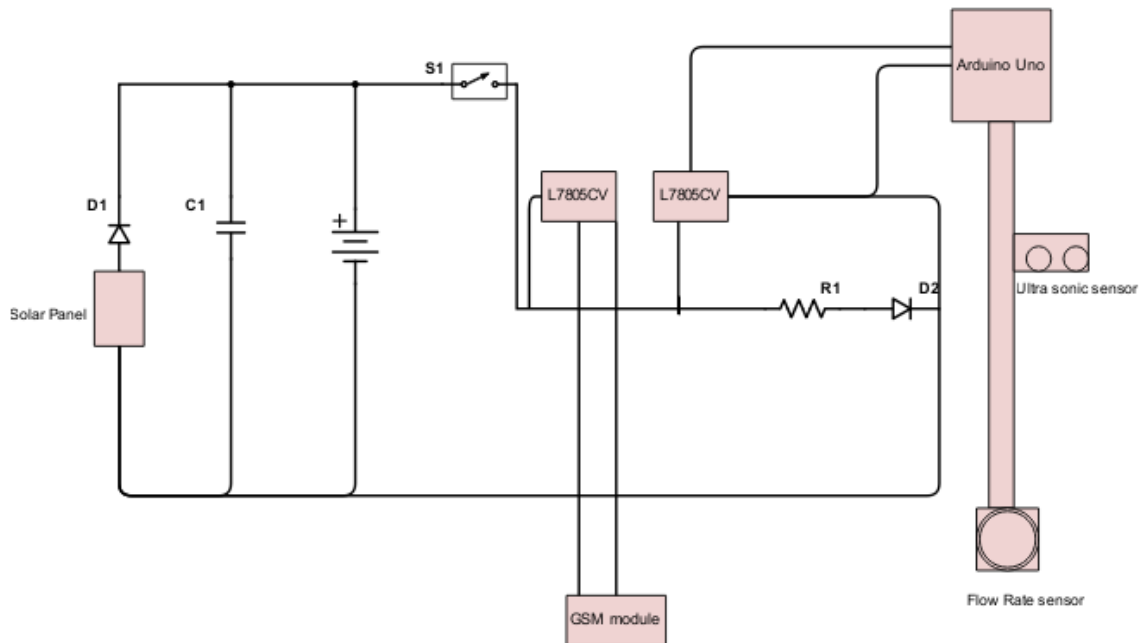 S1
Arduino Uno
L7805CV
L7805CV
D1
C1
+
R1
D2
Ultra sonic sensor
Solar Panel
Flow Rate sensor
GSM module